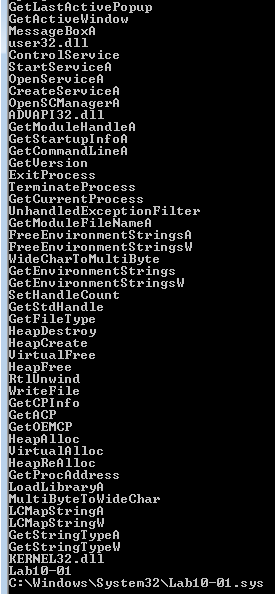 GetLastActivePopup
GetActiveWindow
MessageBoxA
user32.dll
ControlService
StartServiceA
OpenServiceA
CreateServiceA
OpenSCManagerA
ADVAPI32.dll
GetModuleHandleA
GetStartupInfoA
GetCommandLineA
GetVersion
ExitProcess
TerminateProcess
GetCurrentProcess
UnhandledExceptionFilter
GetModuleFileNameA
FreeEnvironmentStringsA
FreeEnvironmentStringsW
WideCharToMultiByte
GetEnvironmentStrings
GetEnvironmentStringsW
SetHandleCount
GetStdHandle
GetFileType
HeapDestroy
HeapCreate
VirtualFree
HeapFree
RtlUnwind
WriteFile
GetCPInfo
GetACP
GetOEMCP
HeapAlloc
VirtualAlloc
HeapReAlloc
GetProcAddress
LoadLibraryA
MultiByteToWideChar
LCMapStringA
LCMapStringW
GetStringTypeA
GetStringTypeW
KERNEL32.dll
Lab10-01
C:\Windows\System32\Lab10-01.sys